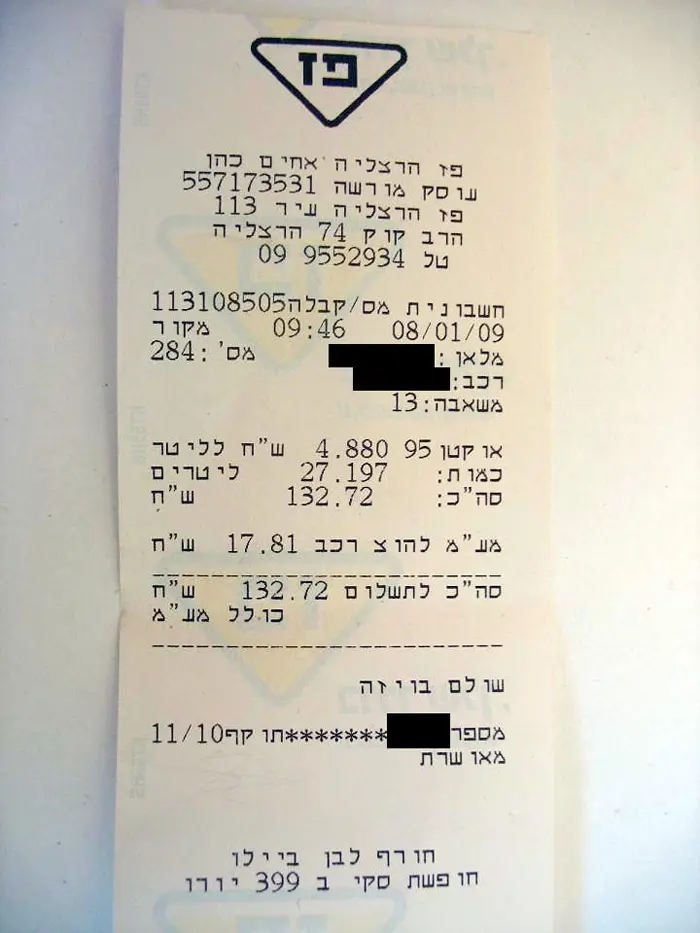 פז
פז הרצליה אחים כהן
עוסק מורשה 557173531
פז הרצליה עיר 113
הרב קוק 74 הרצליה
טל 09 9552934
חשבונית מס/קבלה113108505
08/01/09 09:46 מקור
מלאן : מס': 284
רכב:
משאבה: 13
אוקטן 95 4.880 ש"ח לליטר
כמות: 27.197 ליטרים
סה"כ: 132.72 ש"ח
מע"מ להוצ רכב 17.81 ש"ח
סה"כ לתשלום 132.72 ש"ח
כולל מע"מ
שולם בויזה
מספר*******תוקף11/10
מאושרת
חורף לבן ביילו
חופשת סקי ב 399 יורו